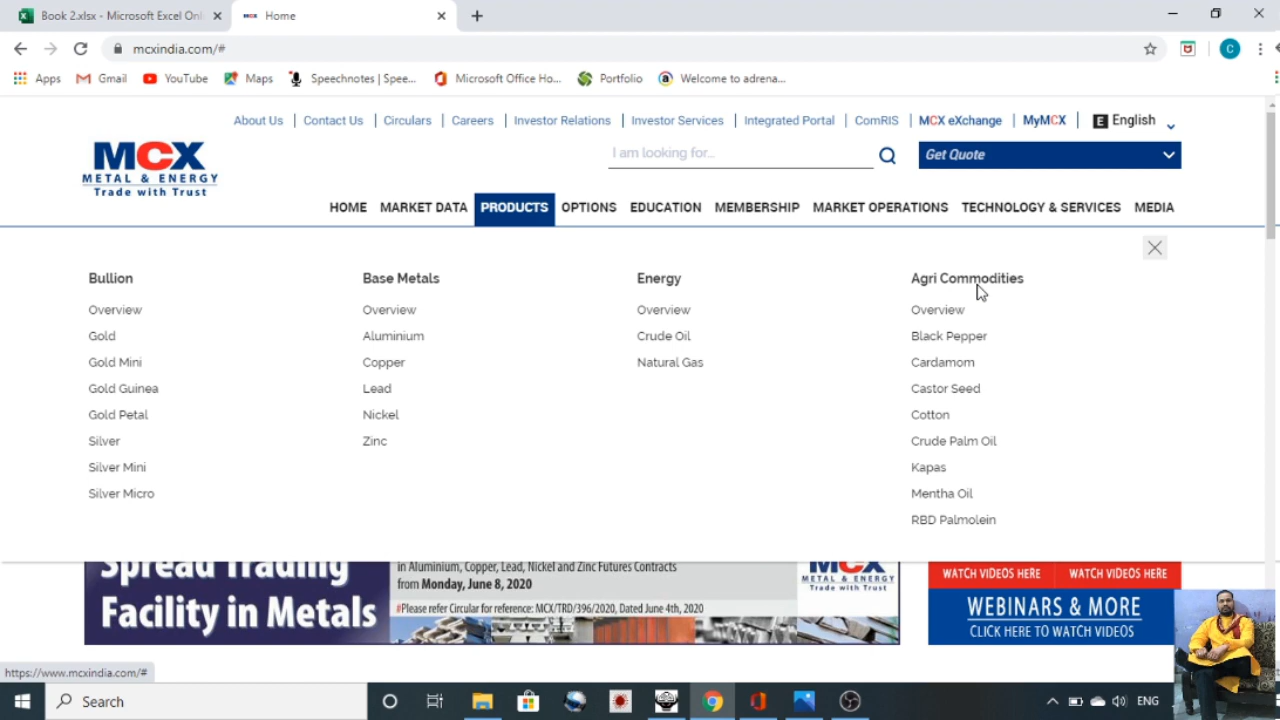 Book 2.xlsx - Microsoft Excel Onl
Home
mcxindia.com/#
C
Apps
Gmail
YouTube
Maps
Speechnotes | Spee...
Microsoft Office Ho...
Portfolio
Welcome to adrena...
About Us | Contact Us | Circulars | Careers | Investor Relations | Investor Services | Integrated Portal | ComRIS | MCX eXchange | MyMCX | E English
MCX
METAL & ENERGY
Trade with Trust
I am looking for...
Get Quote
HOME MARKET DATA PRODUCTS OPTIONS EDUCATION MEMBERSHIP MARKET OPERATIONS TECHNOLOGY & SERVICES MEDIA
Bullion
Overview
Gold
Gold Mini
Gold Guinea
Gold Petal
Silver
Silver Mini
Silver Micro
Base Metals
Overview
Aluminium
Copper
Lead
Nickel
Zinc
Energy
Overview
Crude Oil
Natural Gas
Agri Commodities
Overview
Black Pepper
Cardamom
Castor Seed
Cotton
Crude Palm Oil
Kapas
Mentha Oil
RBD Palmolein
Spread Trading
Facility in Metals
in Aluminium, Copper, Lead, Nickel and Zinc Futures Contracts
from Monday, June 8, 2020
#Please refer Circular for reference: MCX/TRD/396/2020, Dated June 4th, 2020
MCX
METAL & ENERGY
Trade with Trust
WATCH VIDEOS HERE
WATCH VIDEOS HERE
WEBINARS & MORE
CLICK HERE TO WATCH VIDEOS
https://www.mcxindia.com/#
Search
ENG